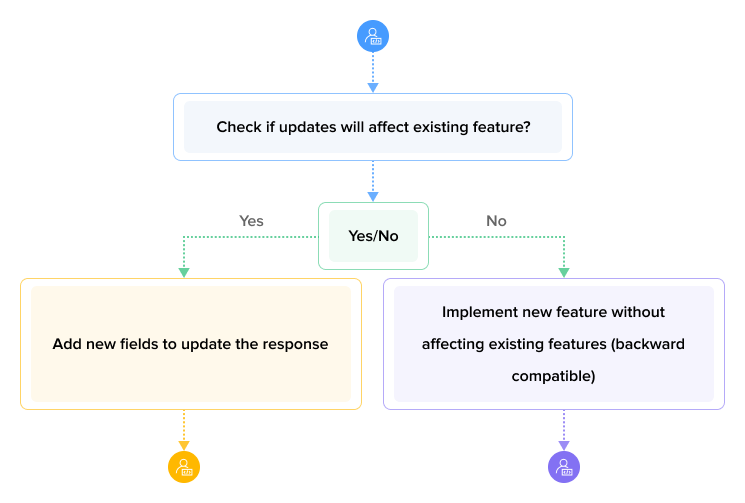 Check if updates will affect existing feature?
Yes
Yes/No
No
Add new fields to update the response
Implement new feature without
affecting existing features (backward
compatible)